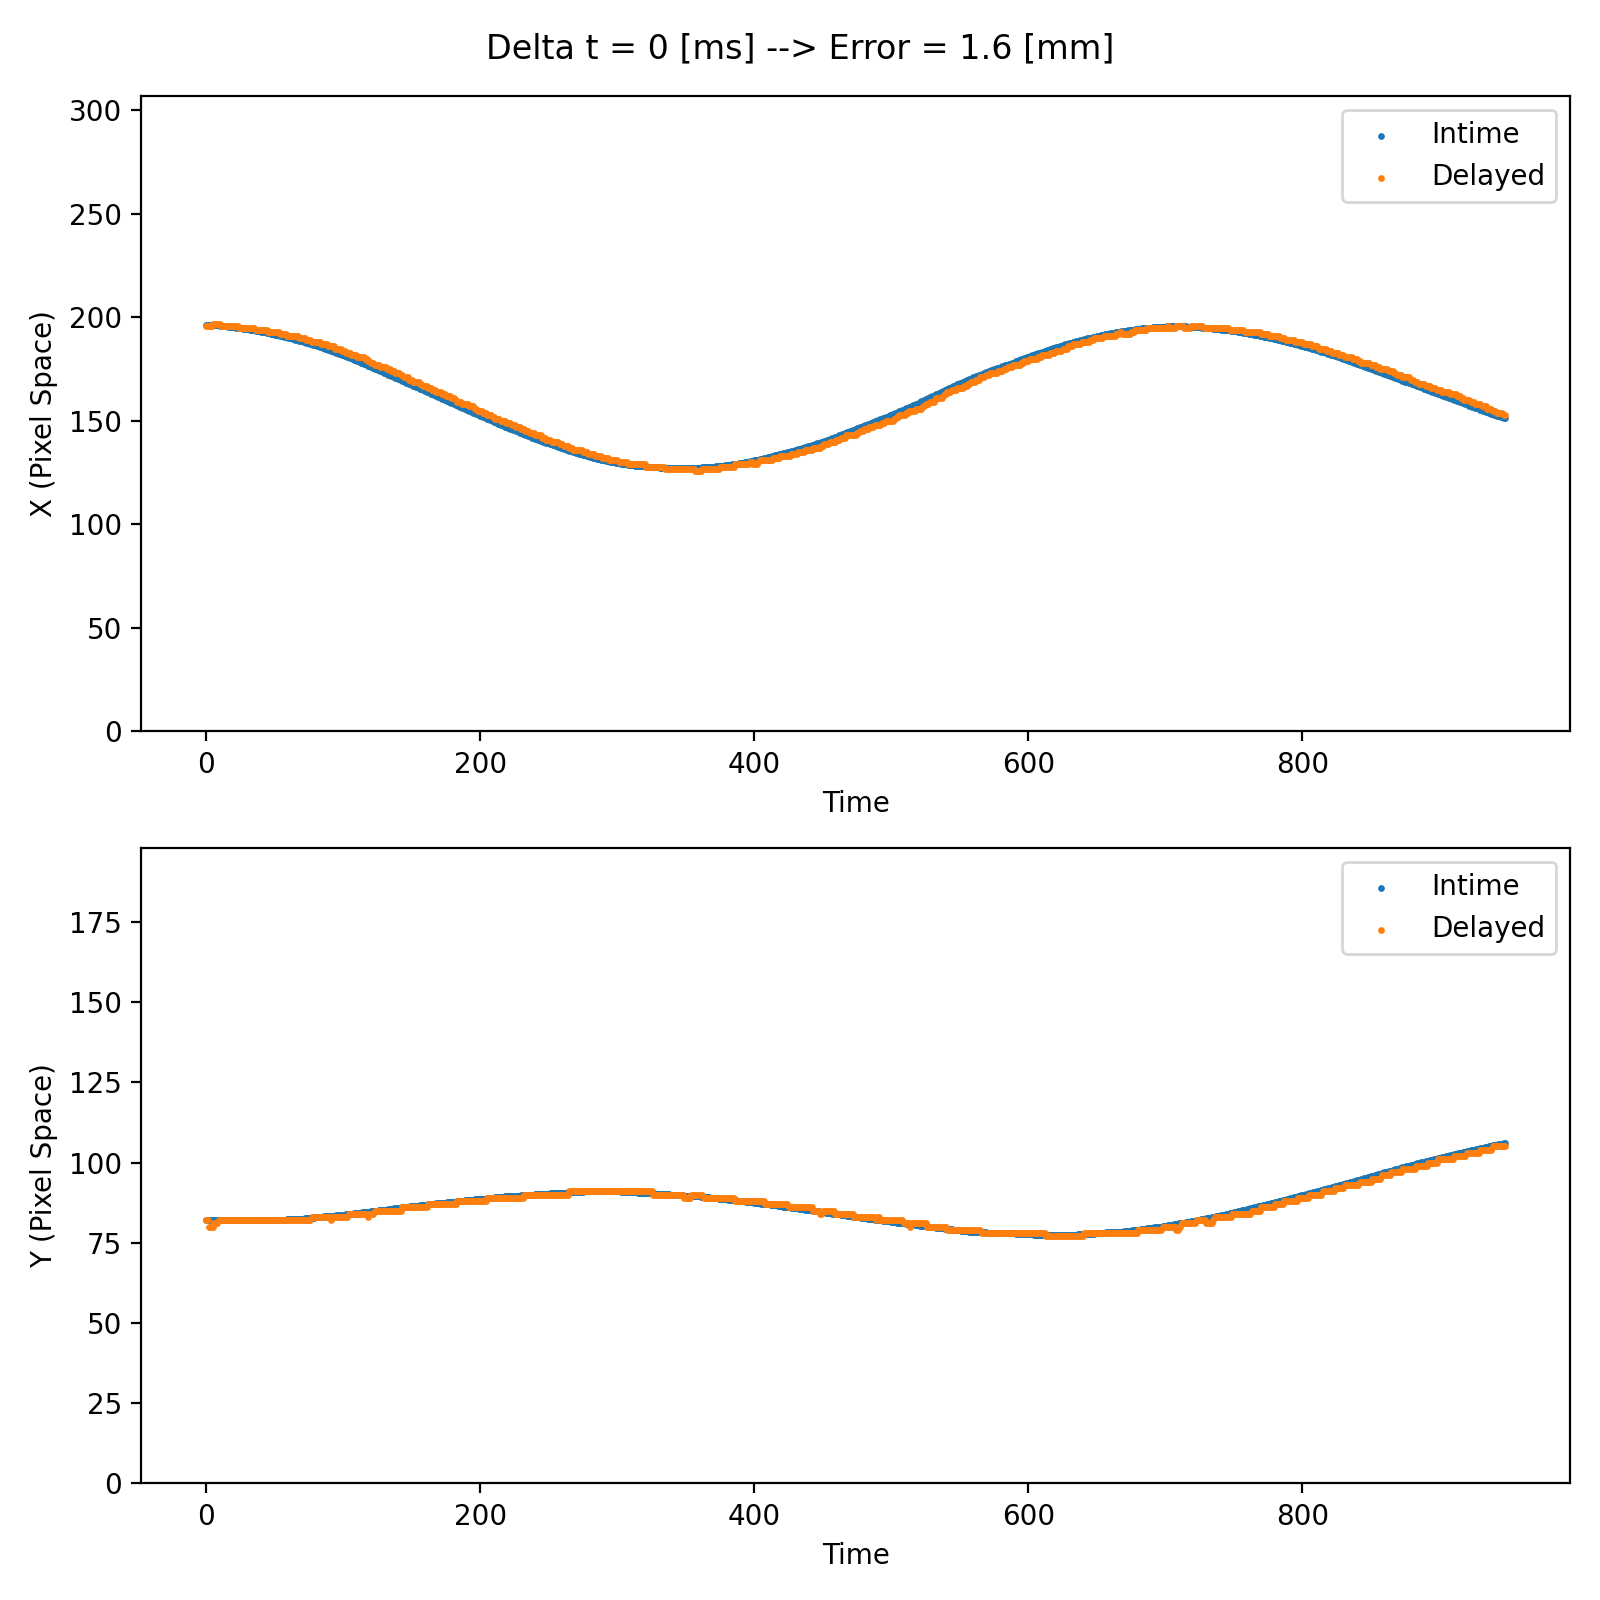 Delta t = 0 [ms] --> Error = 1.6 [mm]
300
250
200
150
100
50
0
X (Pixel Space)
Intime
Delayed
0 200 400 600 800
Time
175
150
125
100
75
50
25
0
Y (Pixel Space)
Intime
Delayed
0 200 400 600 800
Time